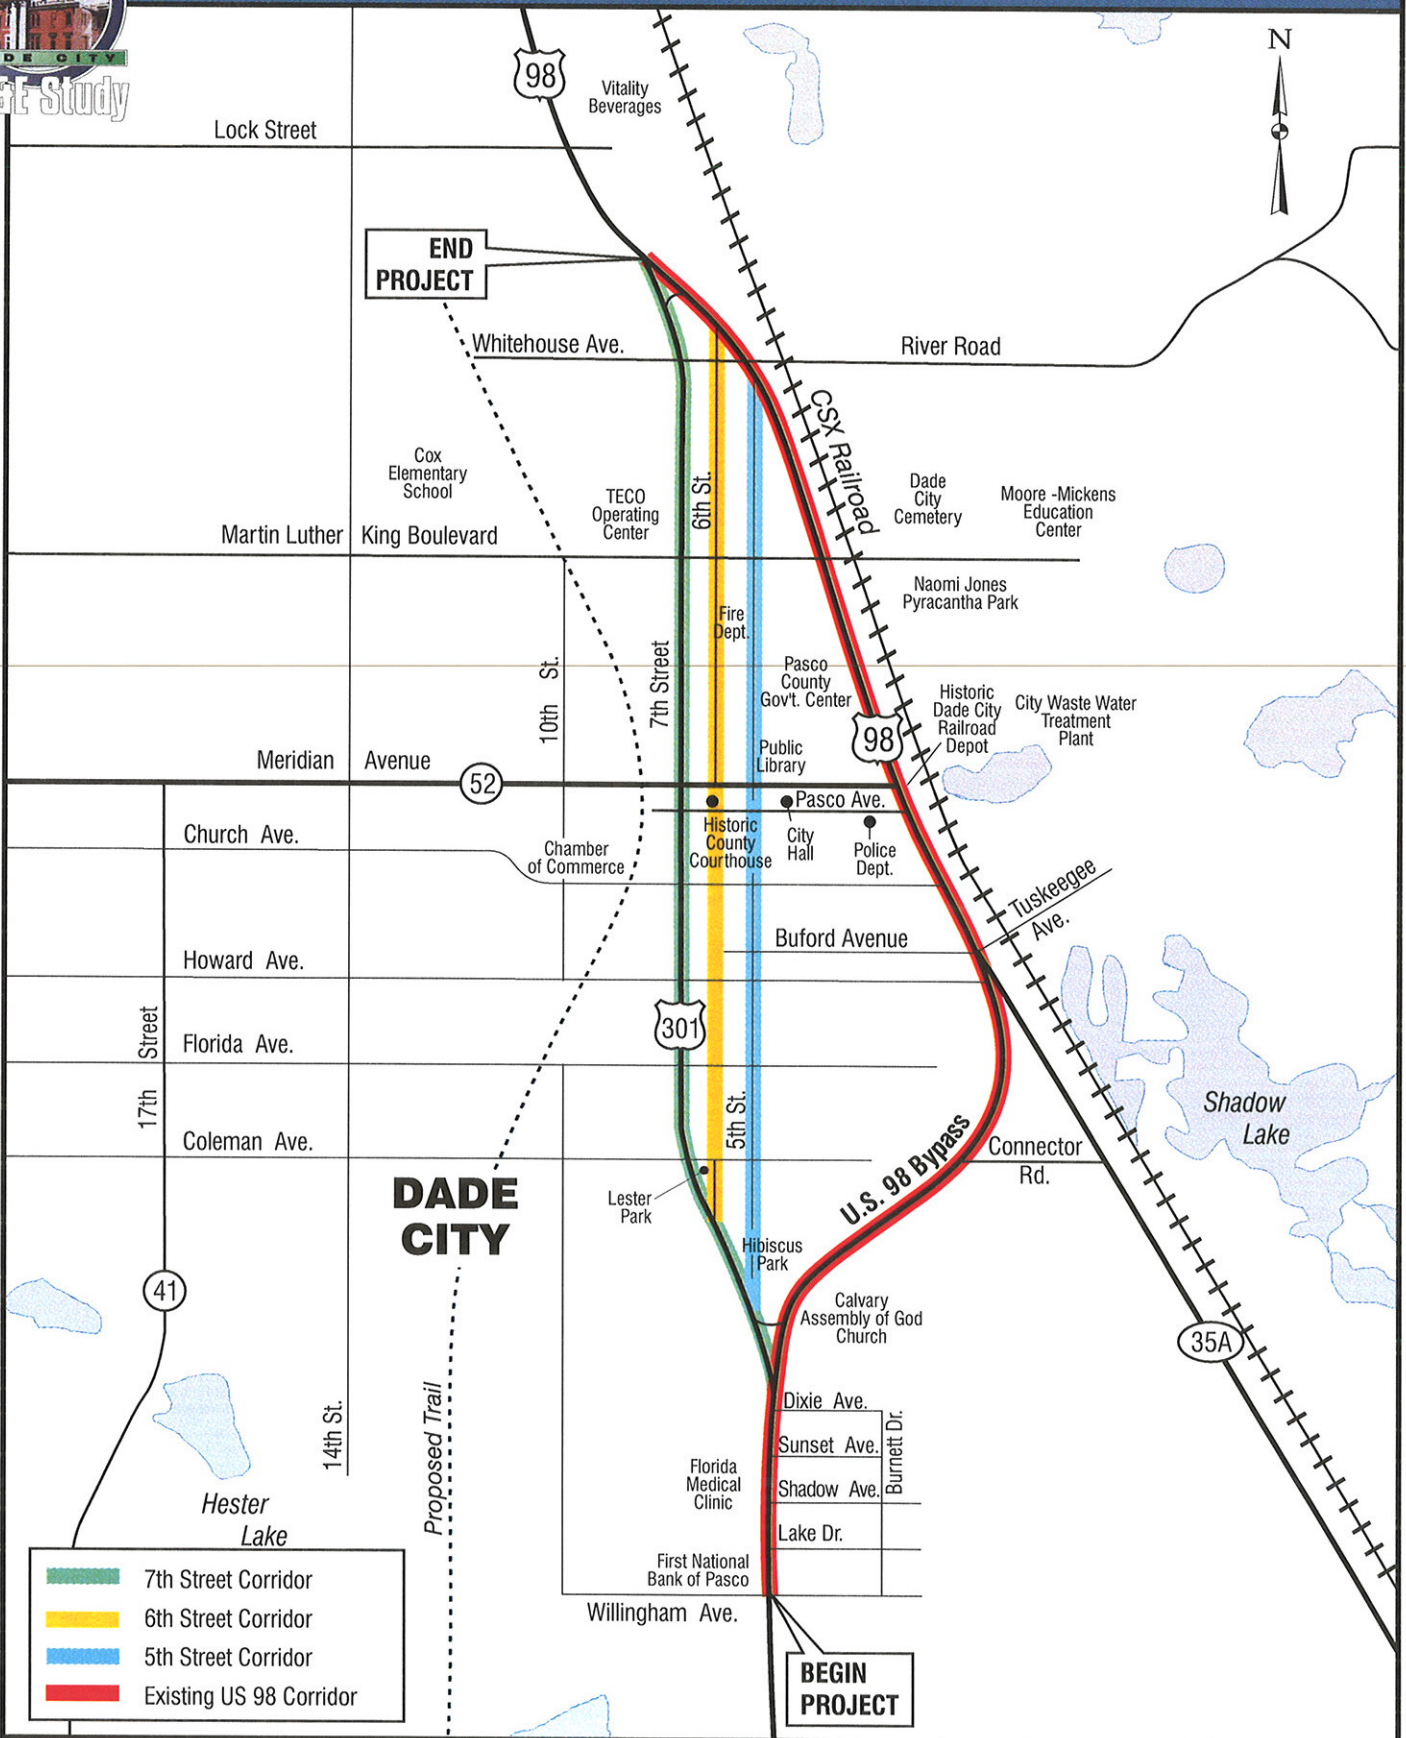 DE CITY
&E Study
N
98
Vitality
Beverages
Lock Street
END
PROJECT
Whitehouse Ave.
River Road
CSX Railroad
Cox
Elementary
School
TECO
Operating
Center
6th St.
Dade
City
Cemetery
Moore -Mickens
Education
Center
Martin Luther King Boulevard
Naomi Jones
Pyracantha Park
Fire
Dept.
10th St.
7th Street
Pasco
County
Gov't. Center
98
Historic
Dade City
Railroad
Depot
City Waste Water
Treatment
Plant
Public
Library
Meridian Avenue
52
Pasco Ave.
Church Ave.
Chamber
of Commerce
Historic
County
Courthouse
City
Hall
Police
Dept.
Tuskeegee
Ave.
Buford Avenue
Howard Ave.
301
17th Street
Florida Ave.
Shadow
Lake
5th St.
Coleman Ave.
U.S. 98 Bypass
Connector
Rd.
DADE
CITY
Lester
Park
Hibiscus
Park
41
Calvary
Assembly of God
Church
35A
14th St.
Proposed Trail
Dixie Ave.
Sunset Ave.
Shadow Ave.
Burnett Dr.
Lake Dr.
Florida
Medical
Clinic
Hester
Lake
First National
Bank of Pasco
Willingham Ave.
7th Street Corridor
6th Street Corridor
5th Street Corridor
Existing US 98 Corridor
BEGIN
PROJECT